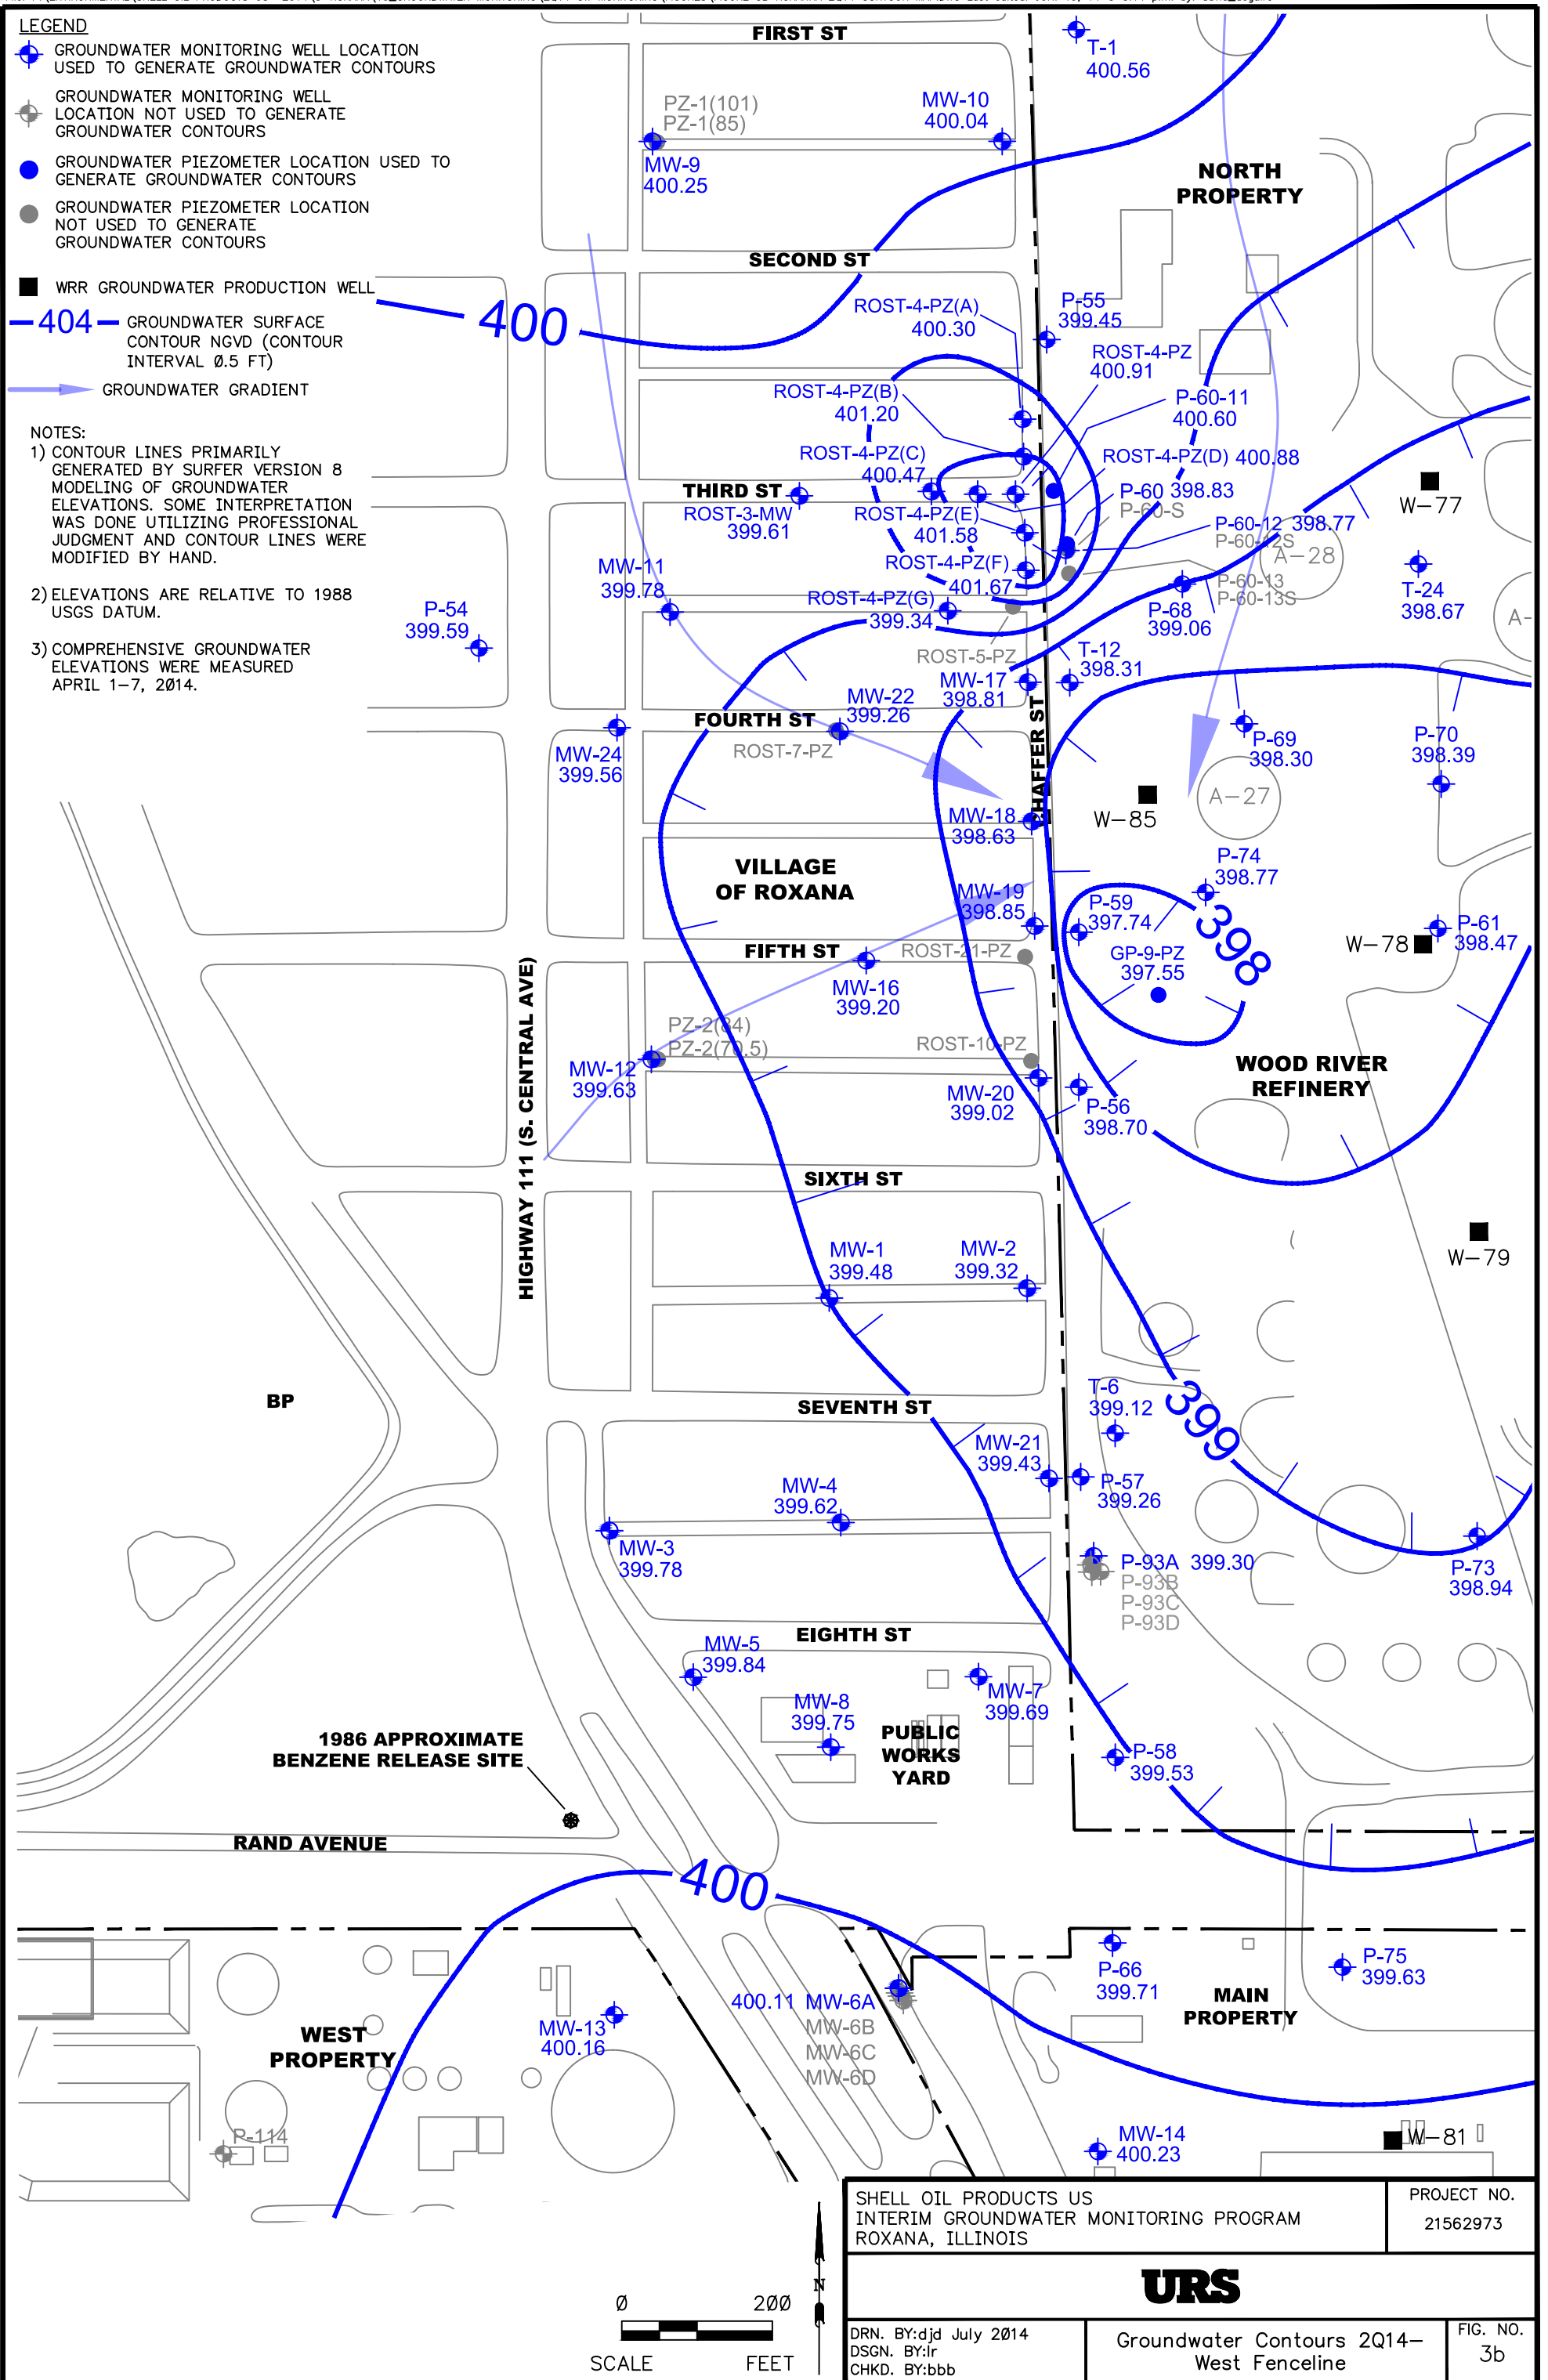 LEGEND
GROUNDWATER MONITORING WELL LOCATION
USED TO GENERATE GROUNDWATER CONTOURS
GROUNDWATER MONITORING WELL
LOCATION NOT USED TO GENERATE
GROUNDWATER CONTOURS
GROUNDWATER PIEZOMETER LOCATION USED TO
GENERATE GROUNDWATER CONTOURS
GROUNDWATER PIEZOMETER LOCATION
NOT USED TO GENERATE
GROUNDWATER CONTOURS
WRR GROUNDWATER PRODUCTION WELL
404
GROUNDWATER SURFACE
CONTOUR NGVD (CONTOUR
INTERVAL 0.5 FT)
GROUNDWATER GRADIENT
NOTES:
1) CONTOUR LINES PRIMARILY
GENERATED BY SURFER VERSION 8
MODELING OF GROUNDWATER
ELEVATIONS. SOME INTERPRETATION
WAS DONE UTILIZING PROFESSIONAL
JUDGMENT AND CONTOUR LINES WERE
MODIFIED BY HAND.
2) ELEVATIONS ARE RELATIVE TO 1988
USGS DATUM.
3) COMPREHENSIVE GROUNDWATER
ELEVATIONS WERE MEASURED
APRIL 1-7, 2014.
FIRST ST
T-1
400.56
PZ-1(101)
PZ-1(85)
MW-10
400.04
MW-9
400.25
NORTH
PROPERTY
SECOND ST
400
ROST-4-PZ(A)
400.30
P-55
399.45
ROST-4-PZ
400.91
ROST-4-PZ(B)
401.20
P-60-11
400.60
ROST-4-PZ(C)
400.47
ROST-4-PZ(D) 400.88
THIRD ST
ROST-3-MW
399.61
P-60 398.83
P-60-S
W-77
ROST-4-PZ(E)
401.58
P-60-12 398.77
P-60-12S
A-28
ROST-4-PZ(F)
401.67
MW-11
399.78
P-60-13
P-60-13S
T-24
398.67
A-
P-54
399.59
ROST-4-PZ(G)
399.34
P-68
399.06
ROST-5-PZ
T-12
398.31
MW-17
398.81
MW-22
399.26
FOURTH ST
ROST-7-PZ
CHAFFER ST
MW-24
399.56
P-69
398.30
P-70
398.39
A-27
W-85
MW-18
398.63
VILLAGE
OF ROXANA
P-74
398.77
MW-19
398.85
P-59
397.74
398
P-61
398.47
W-78
FIFTH ST
ROST-21-PZ
GP-9-PZ
397.55
MW-16
399.20
HIGHWAY 111 (S. CENTRAL AVE)
PZ-2(84)
PZ-2(70.5)
ROST-10-PZ
MW-12
399.63
MW-20
399.02
P-56
398.70
WOOD RIVER
REFINERY
SIXTH ST
MW-1
399.48
MW-2
399.32
W-79
BP
T-6
399.12
399
SEVENTH ST
MW-21
399.43
P-57
399.26
MW-4
399.62
MW-3
399.78
P-93A 399.30
P-93B
P-93C
P-93D
P-73
398.94
EIGHTH ST
MW-5
399.84
MW-7
399.69
MW-8
399.75
PUBLIC
WORKS
YARD
1986 APPROXIMATE
BENZENE RELEASE SITE
P-58
399.53
RAND AVENUE
400
P-66
399.71
P-75
399.63
400.11 MW-6A
MW-6B
MW-6C
MW-6D
MAIN
PROPERTY
WEST
PROPERTY
MW-13
400.16
P-114
MW-14
400.23
W-81
SHELL OIL PRODUCTS US
INTERIM GROUNDWATER MONITORING PROGRAM
ROXANA, ILLINOIS
PROJECT NO.
21562973
URS
N
0 200
SCALE FEET
DRN. BY:djd July 2014
DSGN. BY:lr
CHKD. BY:bbb
Groundwater Contours 2Q14-
West Fenceline
FIG. NO.
3b